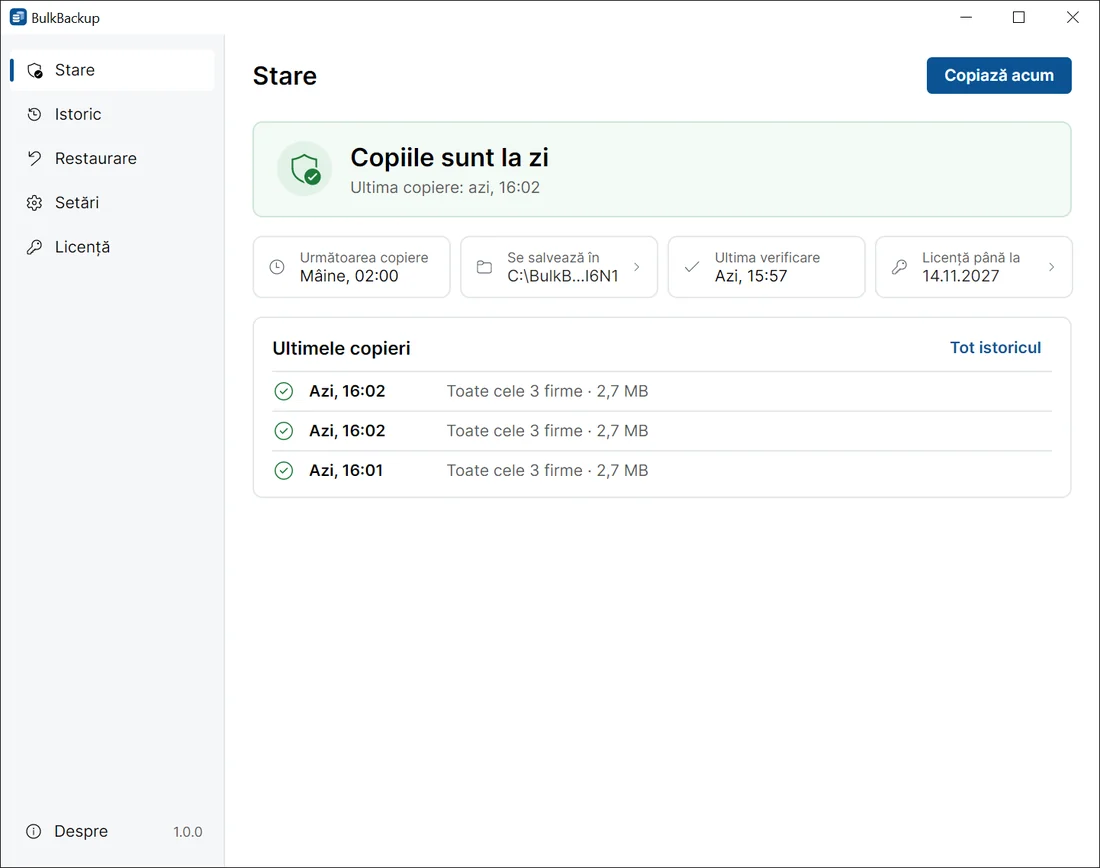 BulkBackup
Stare
Istoric
Restaurare
Setări
Licență
Despre
1.0.0
Stare
Copiază acum
Copiile sunt la zi
Ultima copiere: azi, 16:02
Următoarea copiere
Mâine, 02:00
Se salvează în
C:\BulkB...I6N1
Ultima verificare
Azi, 15:57
Licență până la
14.11.2027
Ultimele copieri
Tot istoricul
Azi, 16:02 Toate cele 3 firme · 2,7 MB
Azi, 16:02 Toate cele 3 firme · 2,7 MB
Azi, 16:01 Toate cele 3 firme · 2,7 MB